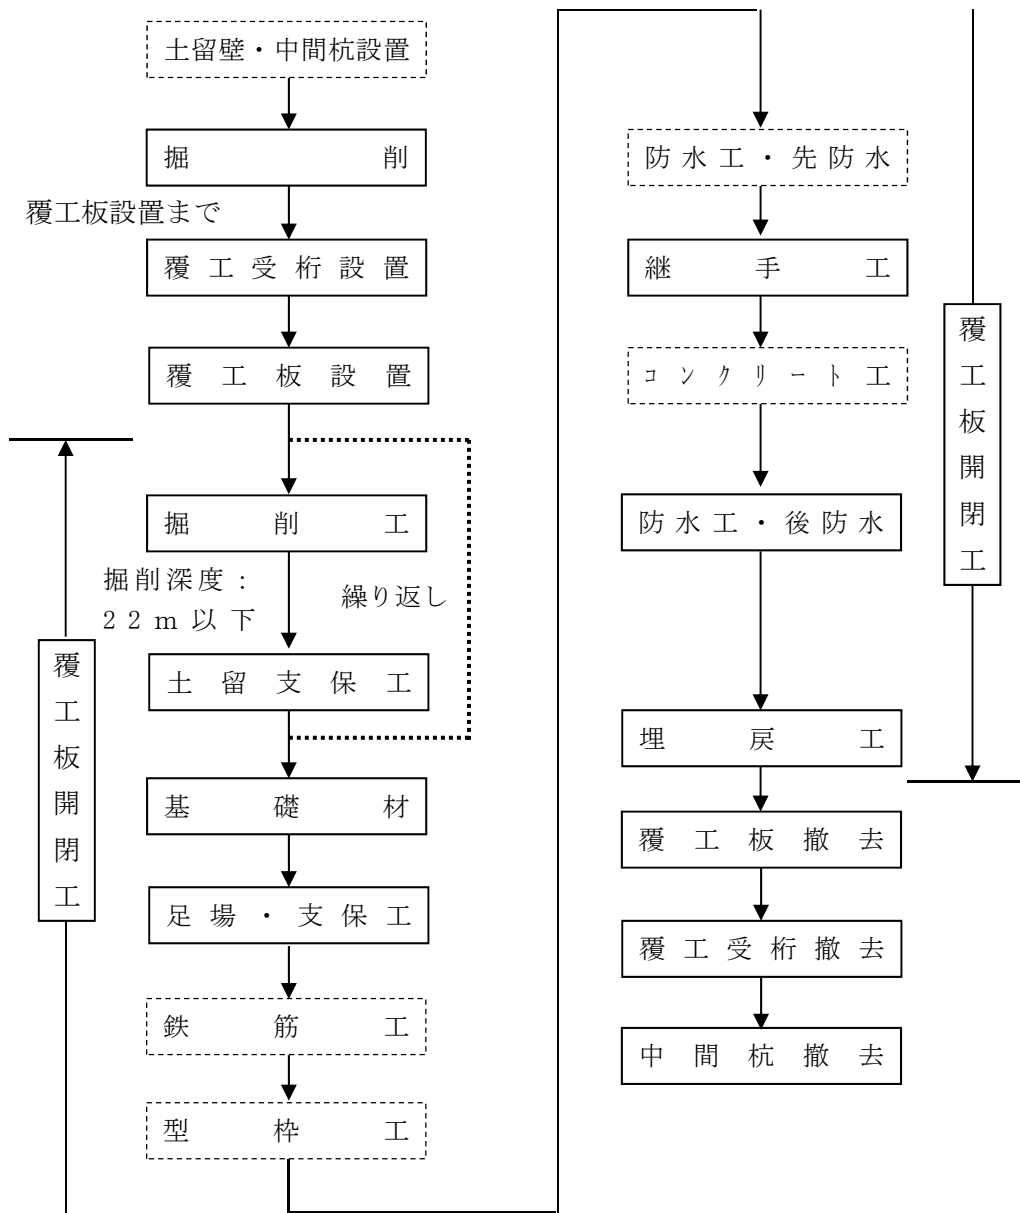 土留壁・中間杭設置
掘削
覆工板設置まで
覆工受桁設置
覆工板設置
掘削工
掘削深度：
22m以下
繰り返し
土留支保工
基礎材
足場・支保工
鉄筋工
型枠工
覆工板開閉工
防水工・先防水
継手工
コンクリート工
防水工・後防水
埋戻工
覆工板撤去
覆工受桁撤去
中間杭撤去
覆工板開閉工